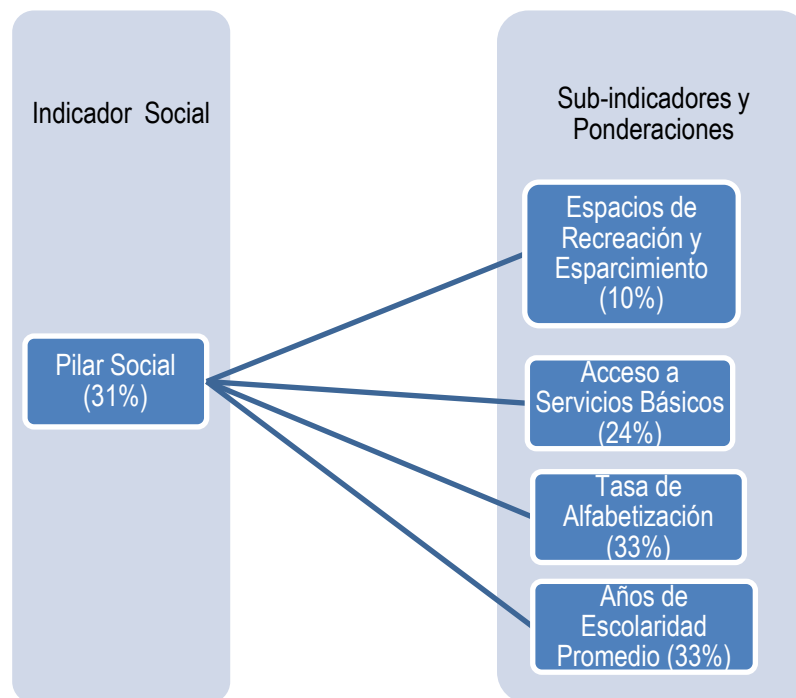 Indicador Social
Pilar Social
(31%)
Sub-indicadores y
Ponderaciones
Espacios de
Recreación y
Esparcimiento
(10%)
Acceso a
Servicios Básicos
(24%)
Tasa de
Alfabetización
(33%)
Años de
Escolaridad
Promedio (33%)